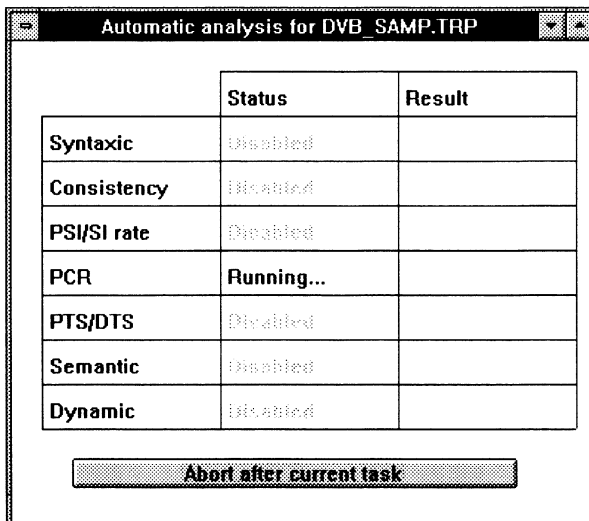 Automatic analysis for DVB_SAMP.TRP
Status Result
Syntaxic Disabled
Consistency Disabled
PSI/SI rate Disabled
PCR Running...
PTS/DTS Disabled
Semantic Disabled
Dynamic Disabled
Abort after current task